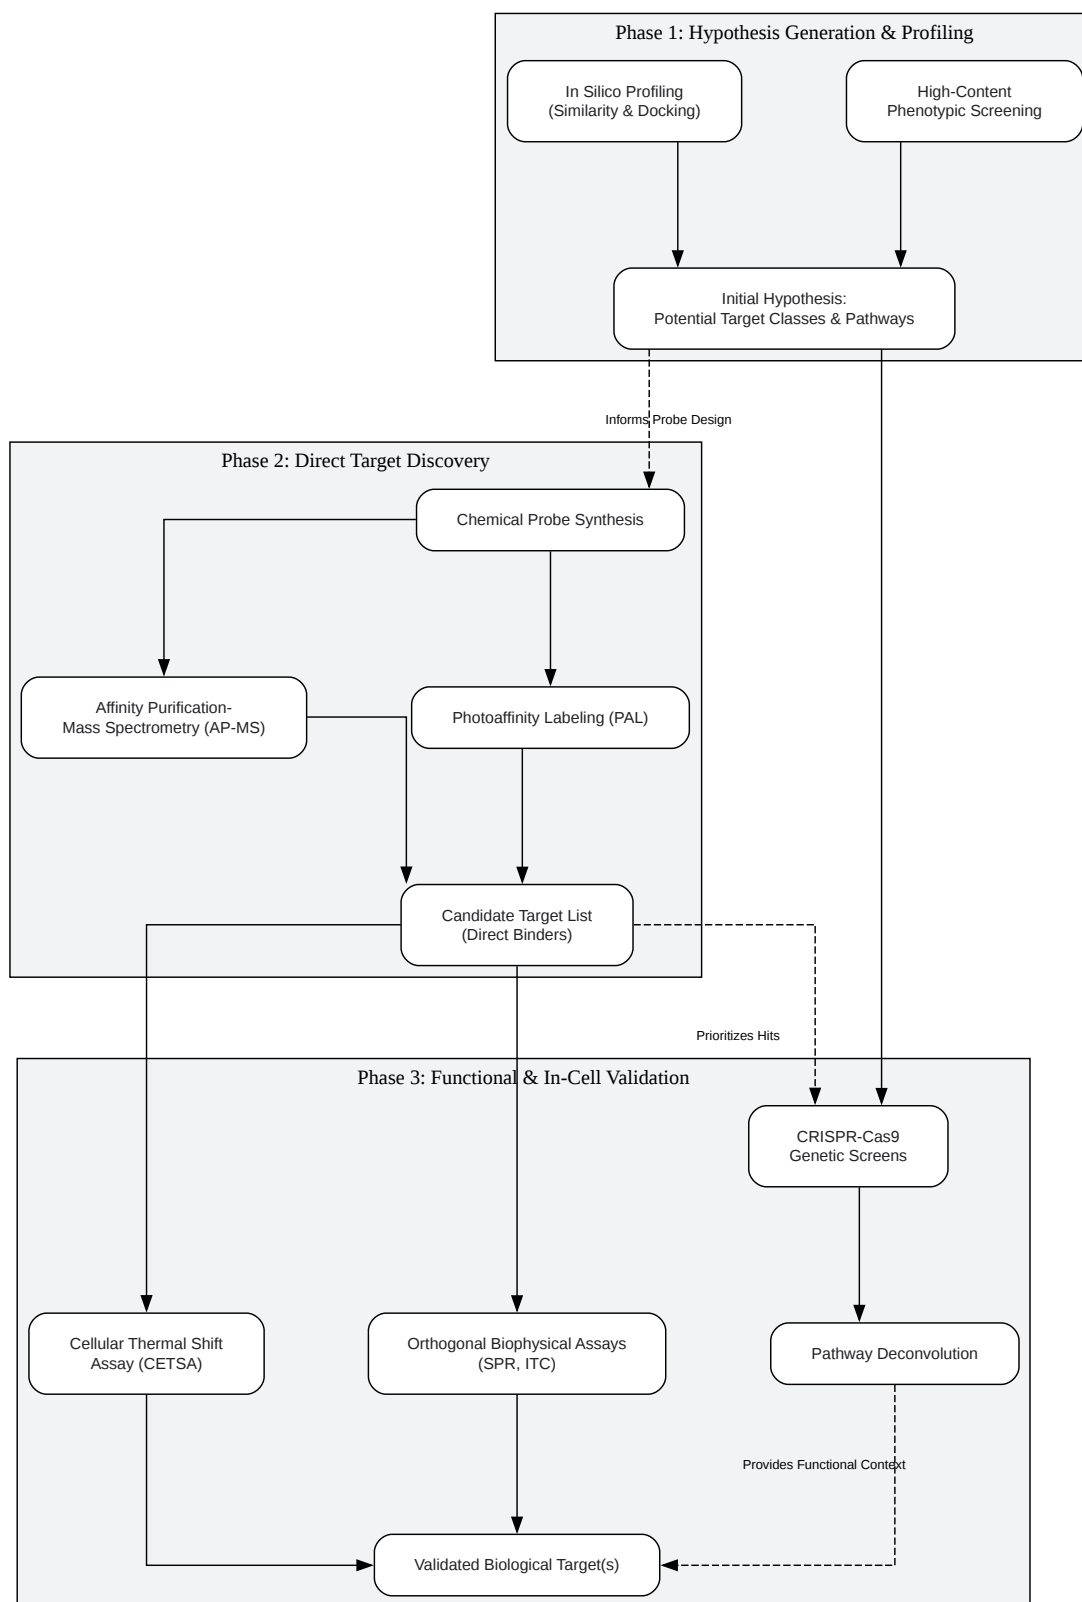 Phase 1: Hypothesis Generation & Profiling
In Silico Profiling
(Similarity & Docking)
High-Content
Phenotypic Screening
Initial Hypothesis:
Potential Target Classes & Pathways
Informs Probe Design
Phase 2: Direct Target Discovery
Chemical Probe Synthesis
Affinity Purification-
Mass Spectrometry (AP-MS)
Photoaffinity Labeling (PAL)
Candidate Target List
(Direct Binders)
Prioritizes Hits
Phase 3: Functional & In-Cell Validation
CRISPR-Cas9
Genetic Screens
Cellular Thermal Shift
Assay (CETSA)
Orthogonal Biophysical Assays
(SPR, ITC)
Pathway Deconvolution
Provides Functional Context
Validated Biological Target(s)